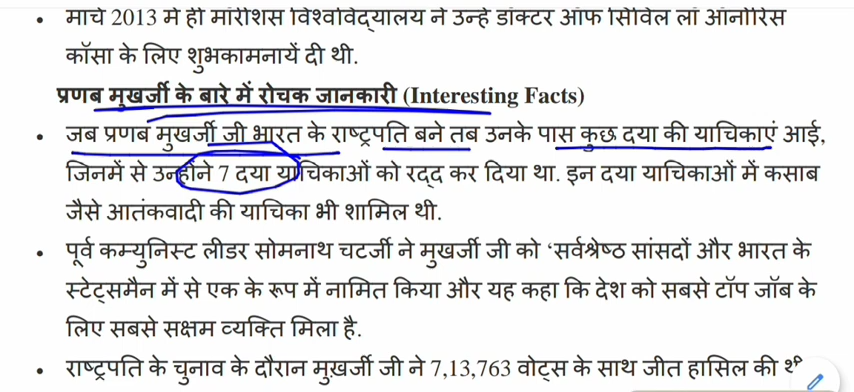 मार्च 2013 में ही मॉरीशस विश्वविद्यालय ने उन्हें डॉक्टर ऑफ सिविल लॉ ऑनोरिस
कॉसा के लिए शुभकामनायें दी थी.
प्रणब मुखर्जी के बारे में रोचक जानकारी (Interesting Facts)
जब प्रणब मुखर्जी जी भारत के राष्ट्रपति बने तब उनके पास कुछ दया की याचिकाएं आई,
जिनमें से उन्होंने 7 दया याचिकाओं को रद्द कर दिया था. इन दया याचिकाओं में कसाब
जैसे आतंकवादी की याचिका भी शामिल थी.
पूर्व कम्युनिस्ट लीडर सोमनाथ चटर्जी ने मुखर्जी जी को ‘सर्वश्रेष्ठ सांसदों और भारत के
स्टेट्समैन में से एक के रूप में नामित किया और यह कहा कि देश को सबसे टॉप जॉब के
लिए सबसे सक्षम व्यक्ति मिला है.
राष्ट्रपति के चुनाव के दौरान मुख़र्जी जी ने 7,13,763 वोट्स के साथ जीत हासिल की